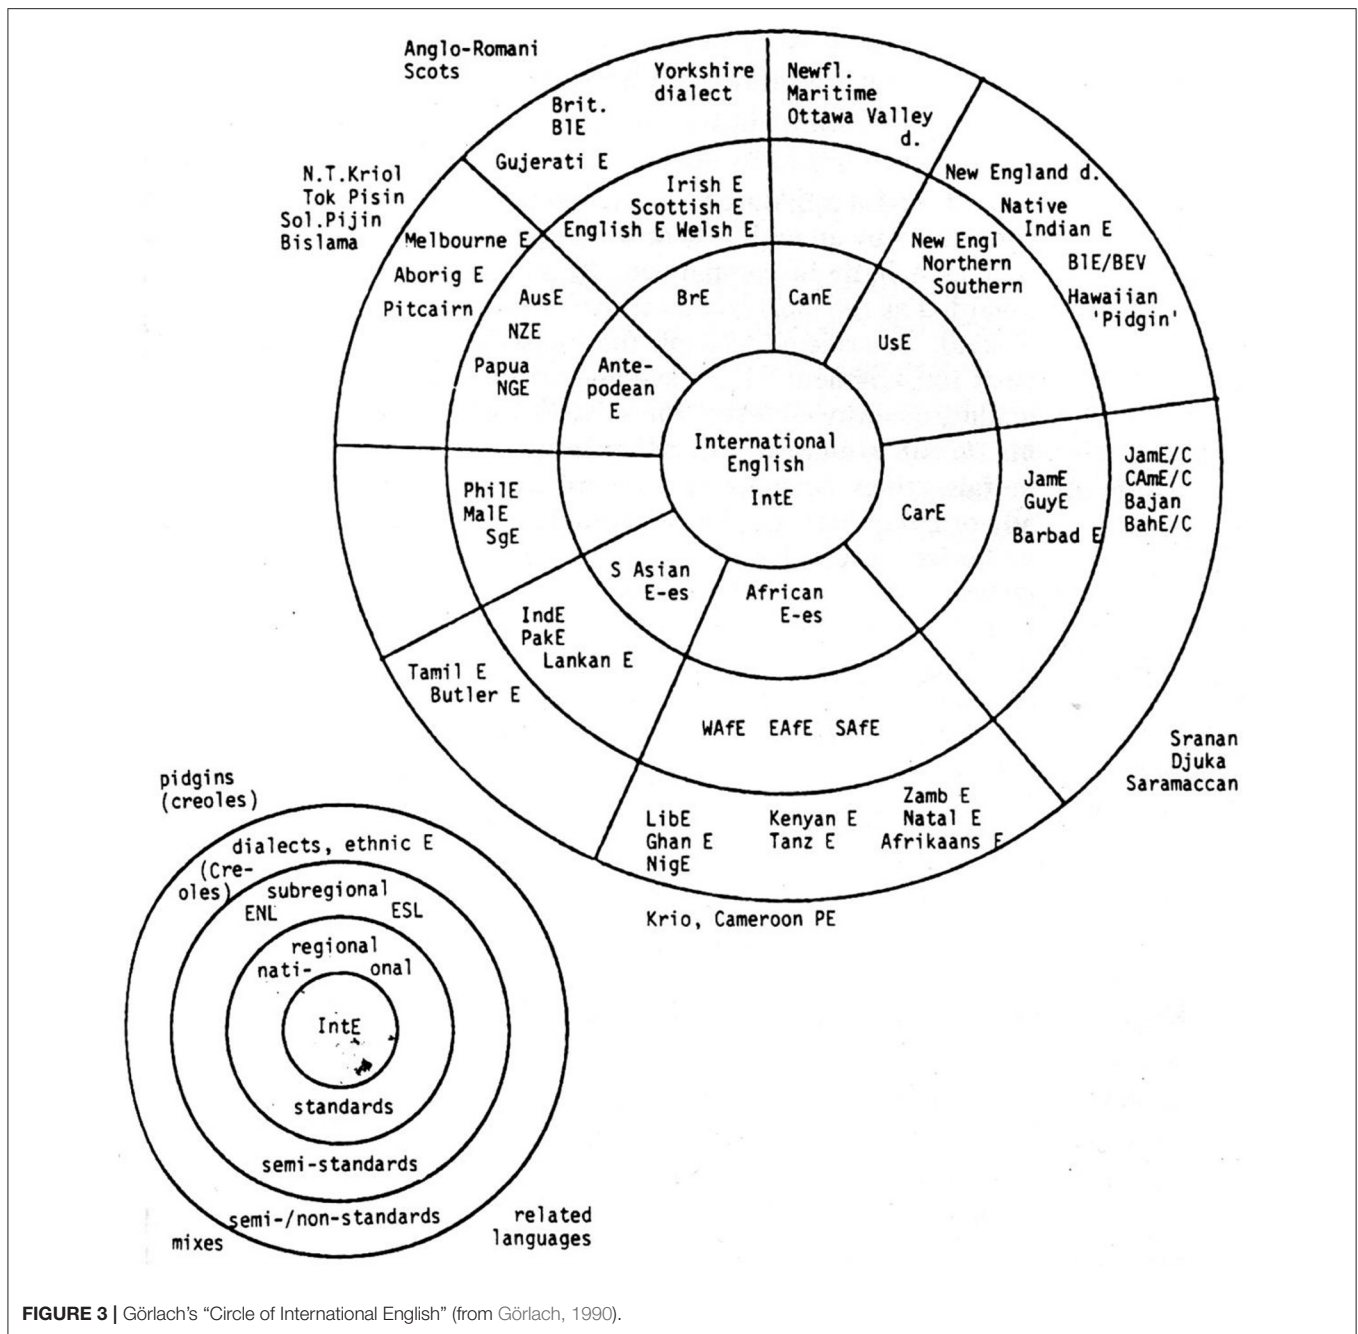 Anglo-Romani
Scots
Yorkshire
dialect
Brit.
BlE
Gujerati E
Newfl.
Maritime
Ottawa Valley
d.
N.T.Kriol
Tok Pisin
Sol.Pijin
Bislama
Melbourne E
Aborig E
Pitcairn
Irish E
Scottish E
English E Welsh E
New England d.
Native
Indian E
BlE/BEV
Hawaiian
'Pidgin'
New Engl
Northern
Southern
AusE
NZE
Papua
NGE
BrE
CanE
UsE
Ante-
podean
E
International
English
IntE
JamE/C
CAmE/C
Bajan
BahE/C
JamE
GuyE
Barbad E
CarE
PhilE
MalE
SgE
S Asian
E-es
African
E-es
IndE
PakE
Lankan E
Tamil E
Butler E
WAfE EAfE SAfE
LibE
Ghan E
NigE
Kenyan E
Tanz E
Zamb E
Natal E
Afrikaans E
Krio, Cameroon PE
Sranan
Djuka
Saramaccan
pidgins
(creoles)
dialects, ethnic E
(Cre-
oles)
subregional
ENL ESL
regional
nati- onal
IntE
standards
semi-standards
semi-/non-standards
mixes
related
languages
FIGURE 3 | Görlach's “Circle of International English” (from Görlach, 1990).